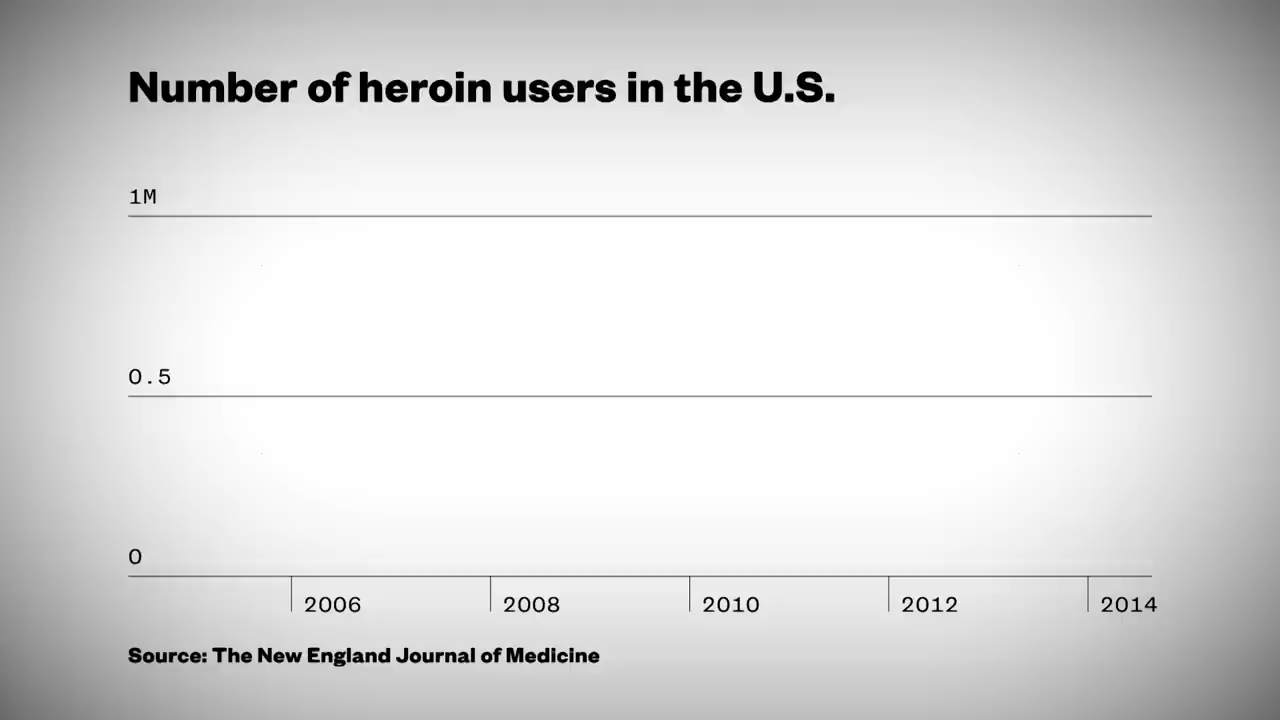 Number of heroin users in the U.S.
1M
0.5
0
2006 2008 2010 2012 2014
Source: The New England Journal of Medicine